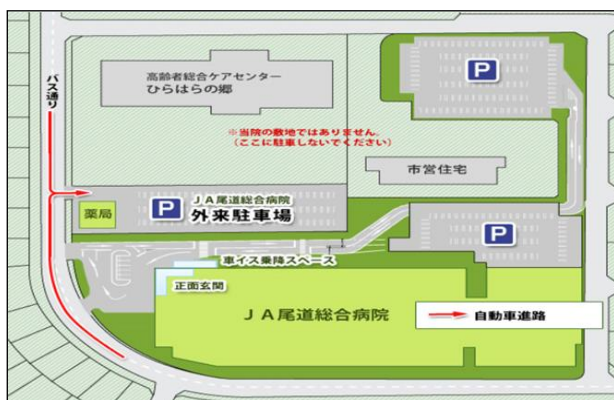 高齢者総合ケアセンター
ひらはらの郷
P
バス通り
※当院の敷地ではありません。
(ここに駐車しないでください)
市営住宅
薬局
P
JA尾道総合病院
外来駐車場
P
車イス乗降スペース
正面玄関
JA尾道総合病院
自動車進路